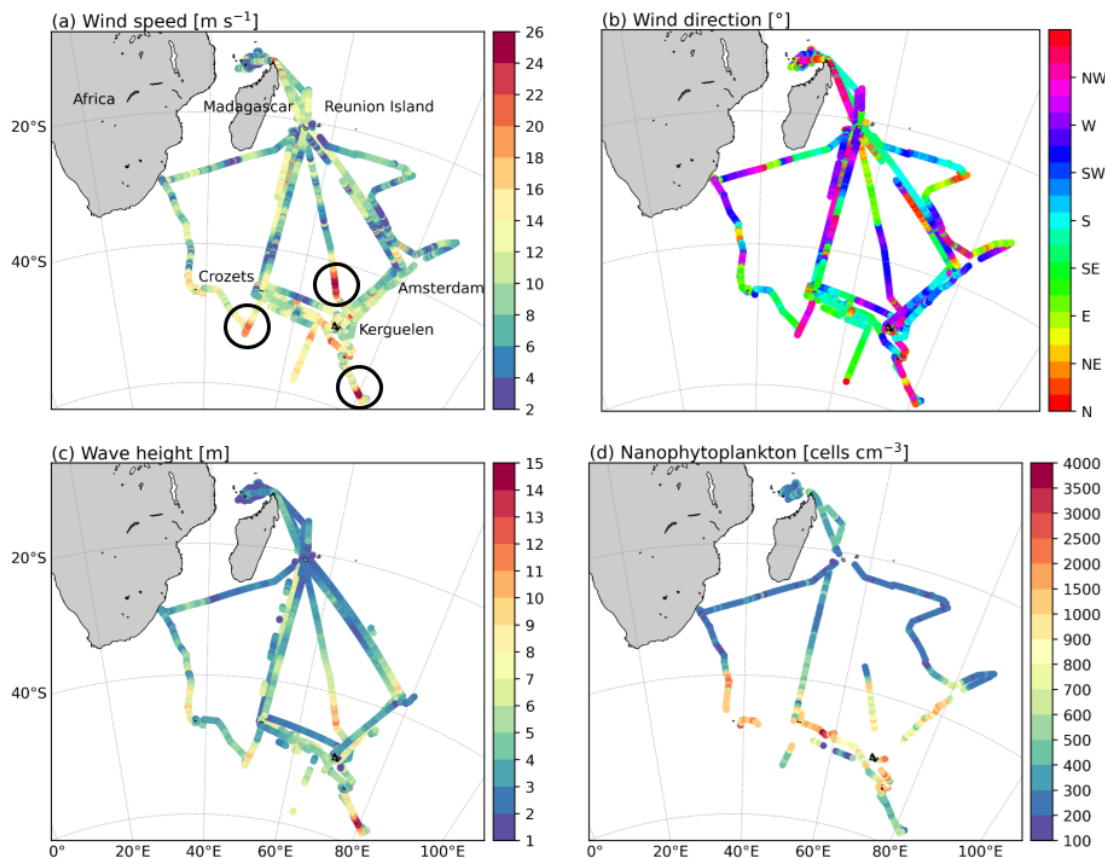 (a) Wind speed [m s⁻¹]
26
24
22
20
18
16
14
12
10
8
6
4
2
Africa
Madagascar
Reunion Island
20°S
40°S
Crozets
Amsterdam
Kerguelen
(b) Wind direction [°]
NW
W
SW
S
SE
E
NE
N
(c) Wave height [m]
15
14
13
12
11
10
9
8
7
6
5
4
3
2
1
20°S
40°S
0°
20°E
40°E
60°E
80°E
100°E
(d) Nanophytoplankton [cells cm⁻³]
4000
3500
3000
2500
2000
1500
1000
900
800
700
600
500
400
300
200
100
0°
20°E
40°E
60°E
80°E
100°E